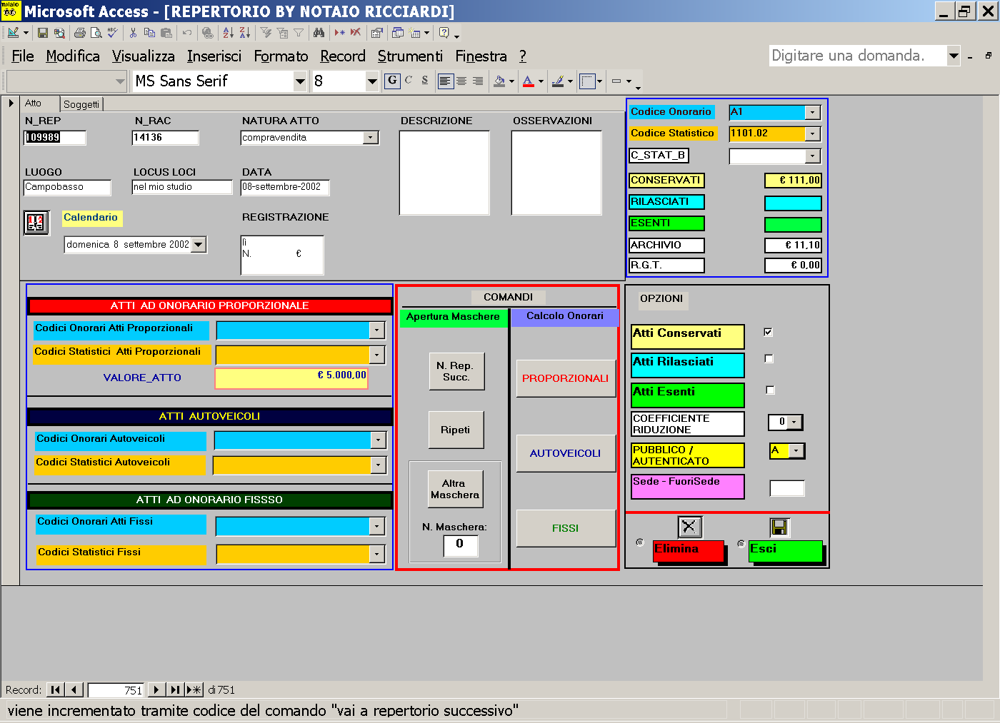 notaio
Microsoft Access - [REPERTORIO BY NOTAIO RICCIARDI]
File Modifica Visualizza Inserisci Formato Record Strumenti Finestra ?
Digitare una domanda.
MS Sans Serif 8 G C S
Atto Soggetti
N_REP N_RAC NATURA ATTO DESCRIZIONE OSSERVAZIONI
109989 14136 compravendita
LUOGO LOCUS LOCI DATA
Campobasso nel mio studio 08-settembre-2002
Calendario REGISTRAZIONE
domenica 8 settembre 2002
lì
N. €
Codice Onorario A1
Codice Statistico 1101.02
C_STAT_B
CONSERVATI € 111,00
RILASCIATI
ESENTI
ARCHIVIO € 11,10
R.G.T. € 0,00
ATTI AD ONORARIO PROPORZIONALE
Codici Onorari Atti Proporzionali
Codici Statistici Atti Proporzionali
VALORE_ATTO € 5.000,00
ATTI AUTOVEICOLI
Codici Onorari Autoveicoli
Codici Statistici Autoveicoli
ATTI AD ONORARIO FISSSO
Codici Onorari Atti Fissi
Codici Statistici Fissi
COMANDI
Apertura Maschere Calcolo Onorari
N. Rep.
Succ.
Ripeti
Altra
Maschera
N. Maschera:
0
PROPORZIONALI
AUTOVEICOLI
FISSI
OPZIONI
Atti Conservati
Atti Rilasciati
Atti Esenti
COEFFICIENTE
RIDUZIONE 0
PUBBLICO /
AUTENTICATO A
Sede - FuoriSede
Elimina Esci
Record: 751 di 751
viene incrementato tramite codice del comando "vai a repertorio successivo"